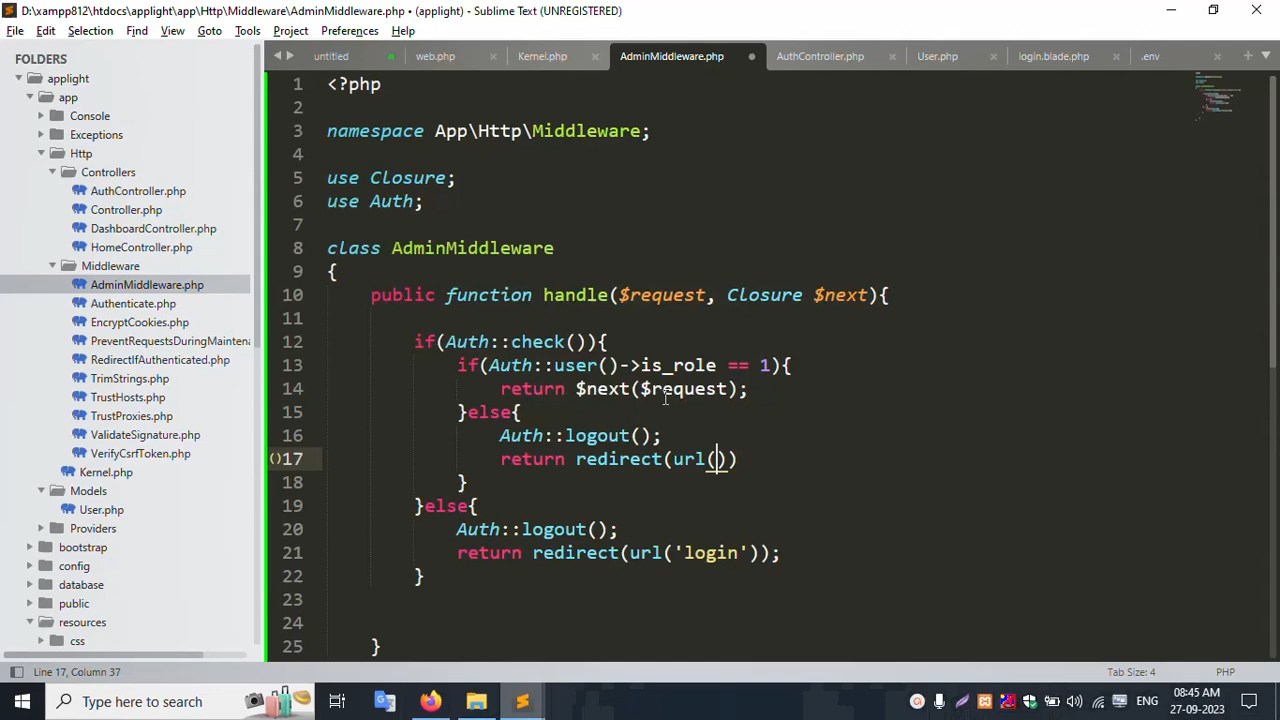 D:\xampp812\htdocs\applight\app\Http\Middleware\AdminMiddleware.php • (applight) - Sublime Text (UNREGISTERED)
File Edit Selection Find View Goto Tools Project Preferences Help
FOLDERS
applight
app
Console
Exceptions
Http
Controllers
AuthController.php
Controller.php
DashboardController.php
HomeController.php
Middleware
AdminMiddleware.php
Authenticate.php
EncryptCookies.php
PreventRequestsDuringMaintena
RedirectIfAuthenticated.php
TrimStrings.php
TrustHosts.php
TrustProxies.php
ValidateSignature.php
VerifyCsrfToken.php
Kernel.php
Models
User.php
Providers
bootstrap
config
database
public
resources
css
untitled web.php Kernel.php AdminMiddleware.php AuthController.php User.php login.blade.php .env
1 <?php
2
3 namespace App\Http\Middleware;
4
5 use Closure;
6 use Auth;
7
8 class AdminMiddleware
9 {
10 public function handle($request, Closure $next){
11
12 if(Auth::check()){
13 if(Auth::user()->is_role == 1){
14 return $next($request);
15 }else{
16 Auth::logout();
17 return redirect(url())
18 }
19 }else{
20 Auth::logout();
21 return redirect(url('login'));
22 }
23
24
25 }
Line 17, Column 37 Tab Size: 4 PHP
Type here to search
ENG
08:45 AM
27-09-2023